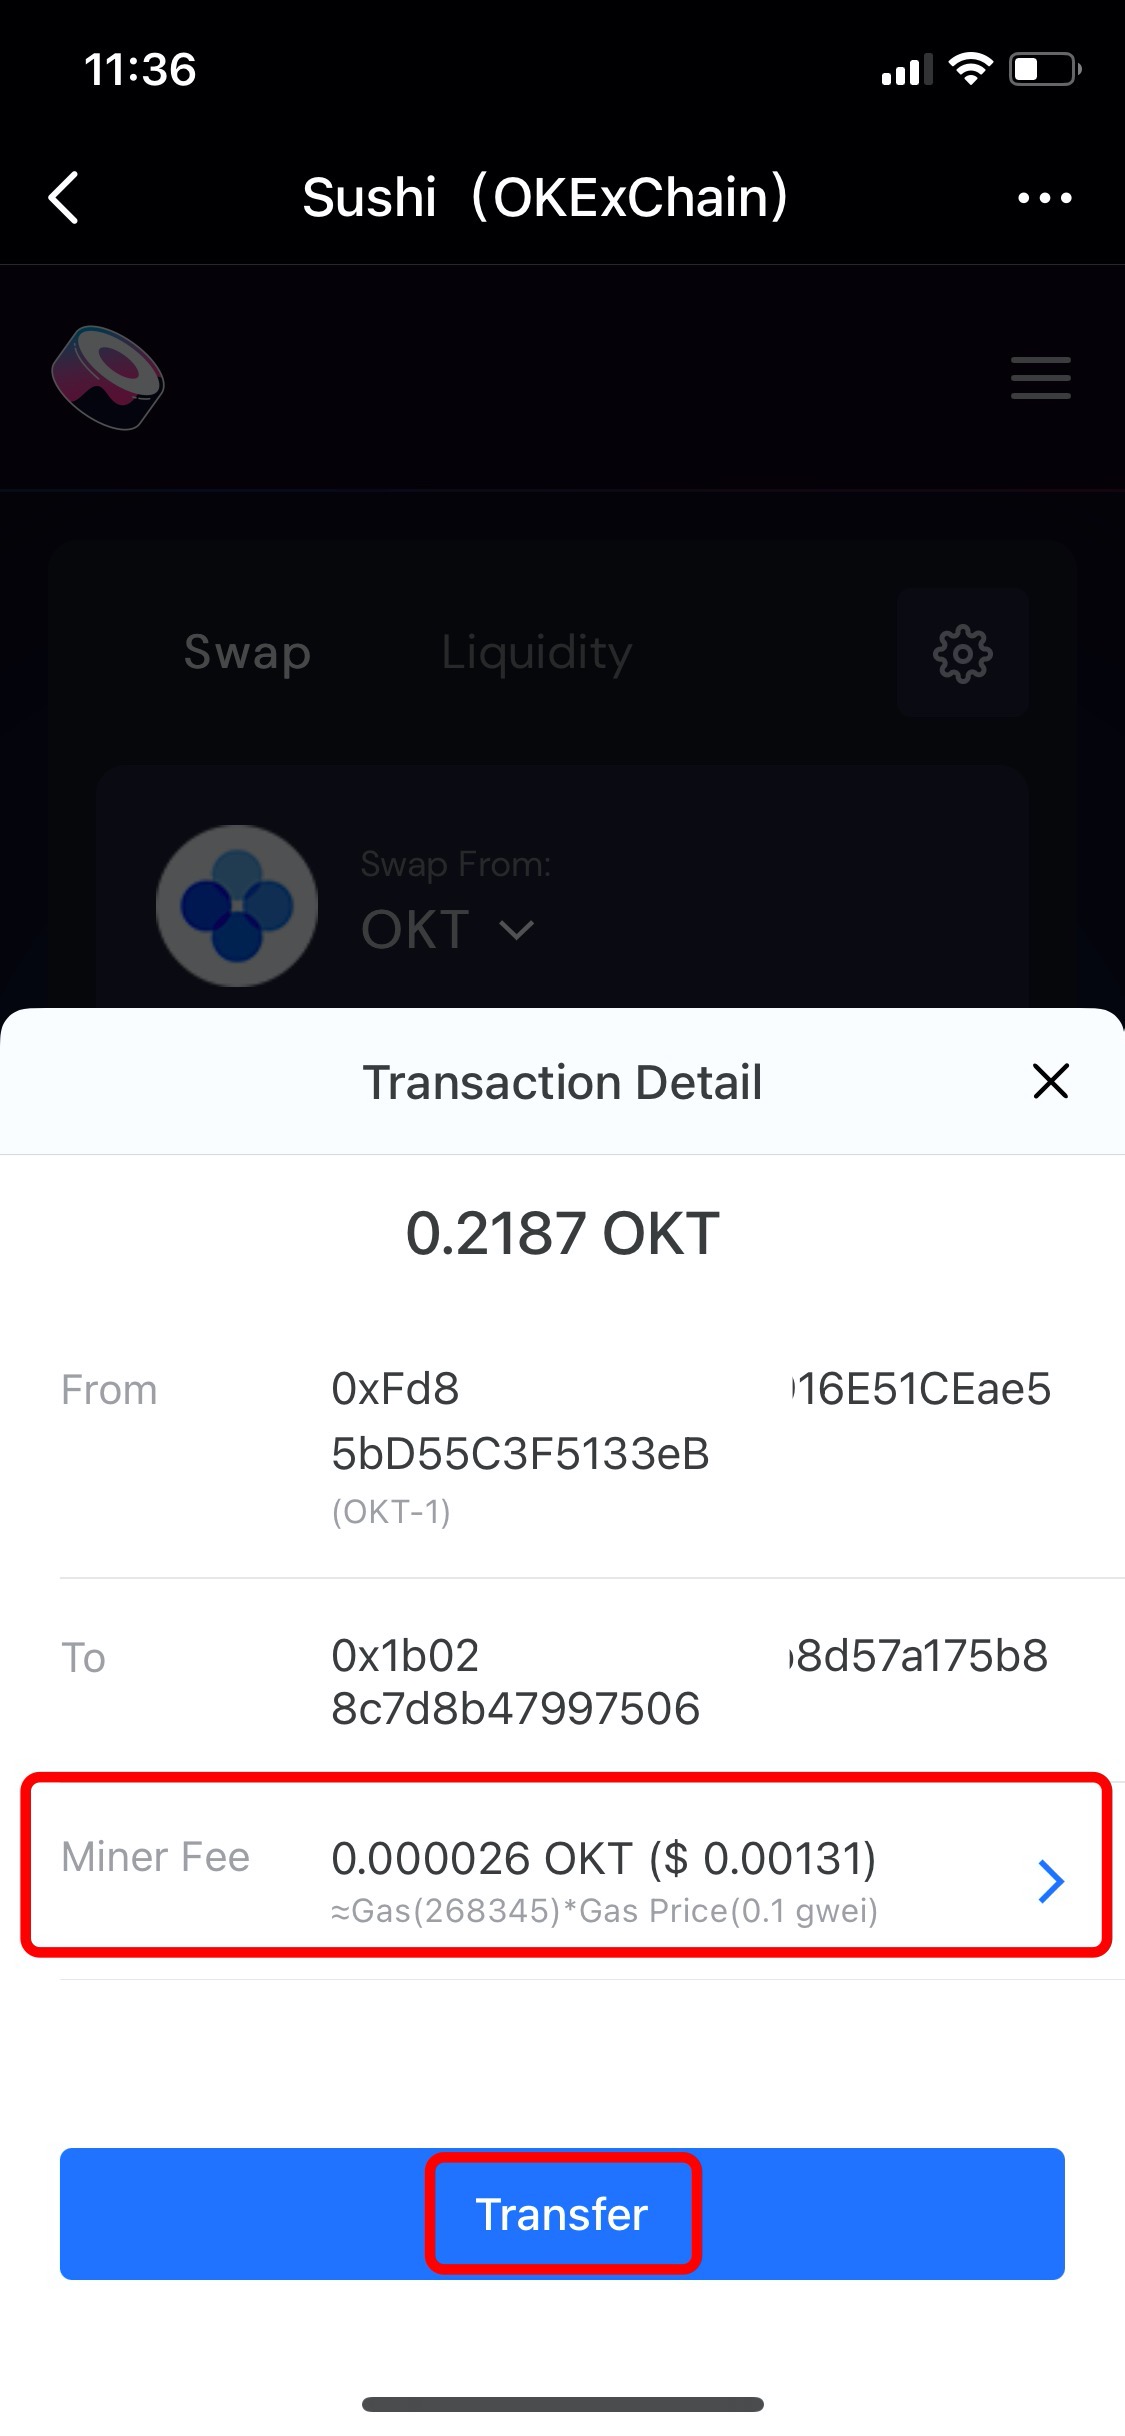 11:36
Sushi（OKExChain）
Swap Liquidity
Swap From:
OKT
Transaction Detail
0.2187 OKT
From 0xFd8 16E51CEae5
5bD55C3F5133eB
(OKT-1)
To 0x1b02 8d57a175b8
8c7d8b47997506
Miner Fee 0.000026 OKT ($ 0.00131)
≈Gas(268345)*Gas Price(0.1 gwei)
Transfer